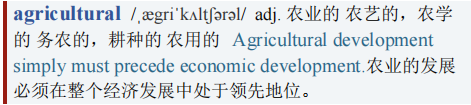 agricultural /ˌægriˈkʌltʃərəl/ adj. 农业的 农艺的，农学
的 务农的，耕种的 农用的 Agricultural development
simply must precede economic development.农业的发展
必须在整个经济发展中处于领先地位。